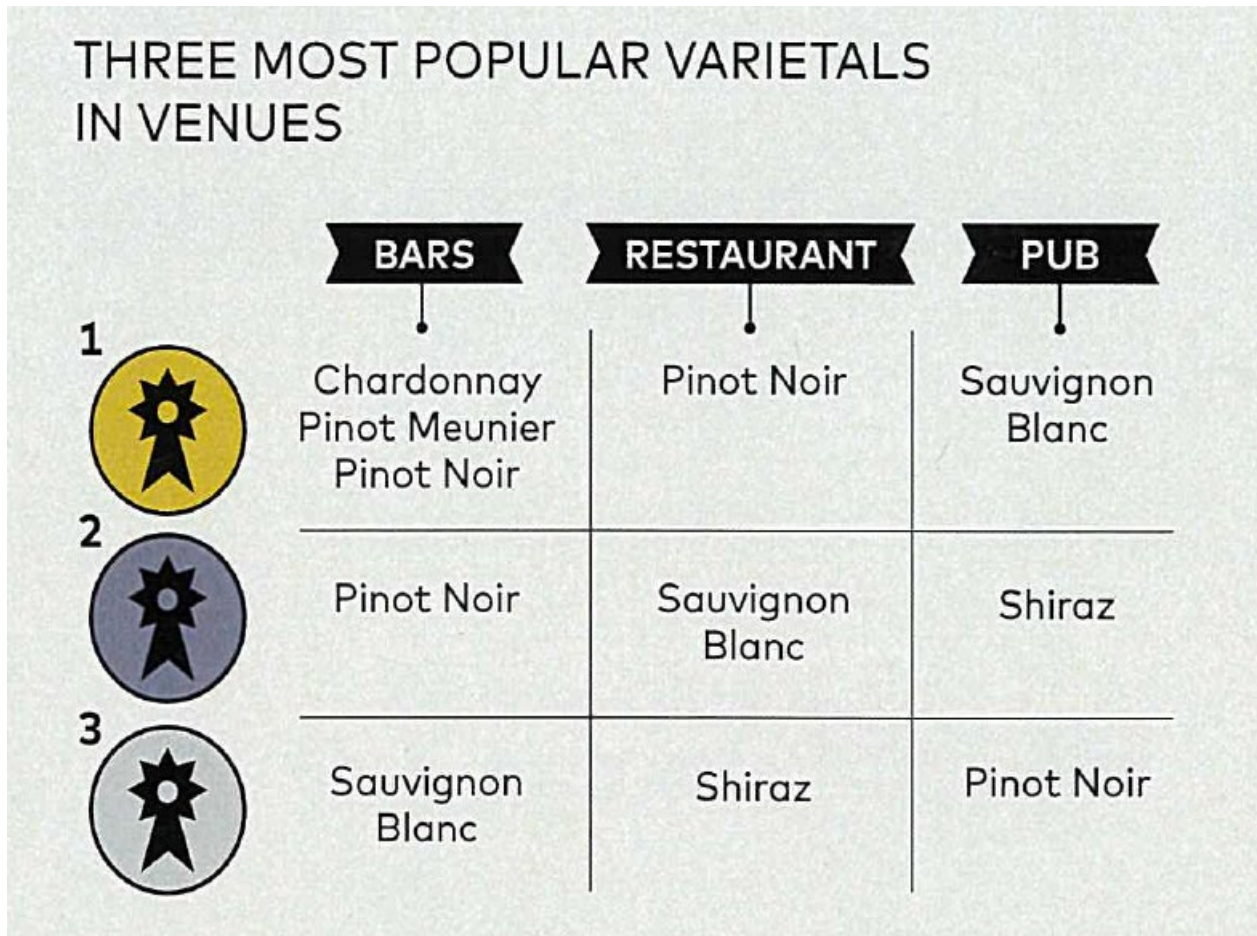 THREE MOST POPULAR VARIETALS
IN VENUES
BARS
RESTAURANT
PUB
1
Chardonnay
Pinot Meunier
Pinot Noir
Pinot Noir
Sauvignon
Blanc
2
Pinot Noir
Sauvignon
Blanc
Shiraz
3
Sauvignon
Blanc
Shiraz
Pinot Noir